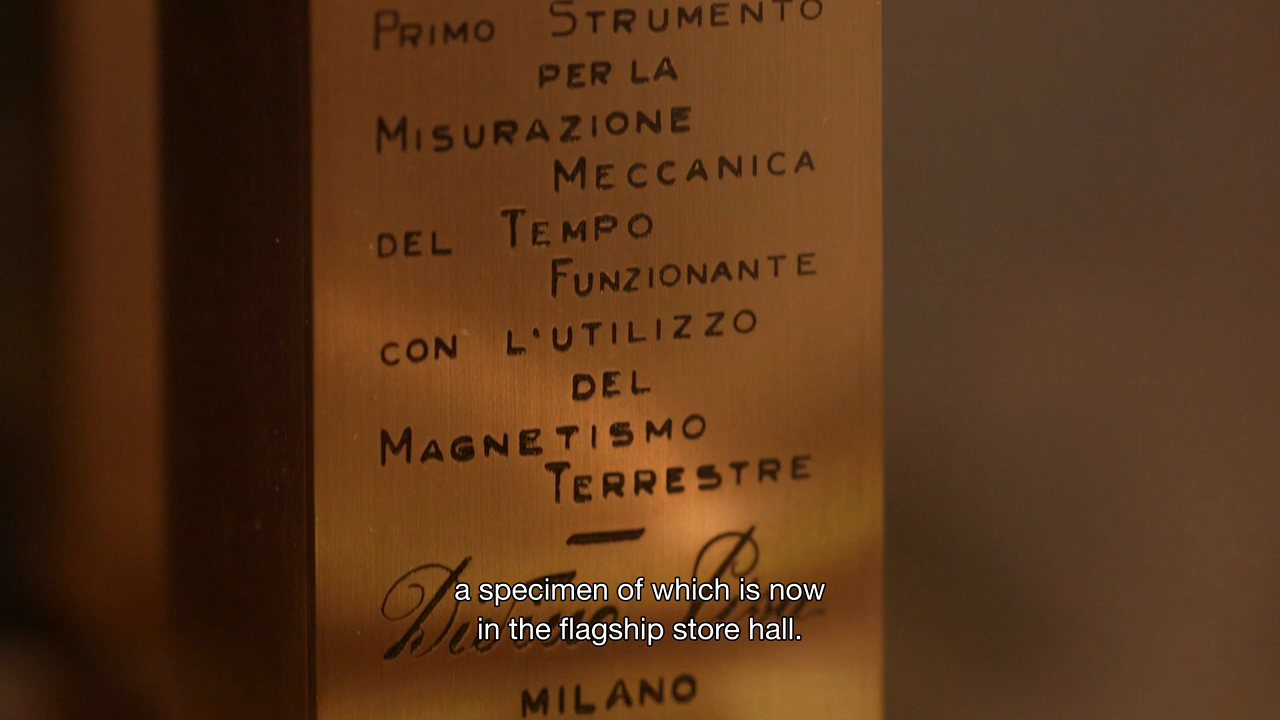 PRIMO STRUMENTO
PER LA
MISURAZIONE
MECCANICA
DEL TEMPO
FUNZIONANTE
CON L'UTILIZZO
DEL
MAGNETISMO
TERRESTRE
a specimen of which is now
in the flagship store hall.
MILANO